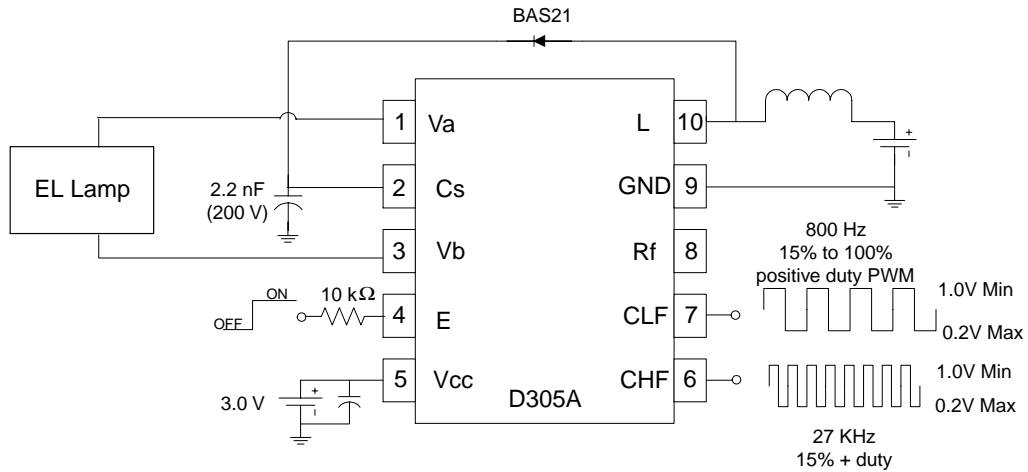 BAS21
1 Va
L 10
EL Lamp
2.2 nF
(200 V)
2 Cs
GND 9
3 Vb
Rf 8
800 Hz
15% to 100%
positive duty PWM
OFF
ON
10 kΩ
4 E
CLF 7
1.0V Min
0.2V Max
3.0 V
+
-
5 Vcc
CHF 6
1.0V Min
0.2V Max
D305A
27 KHz
15% + duty
+
-